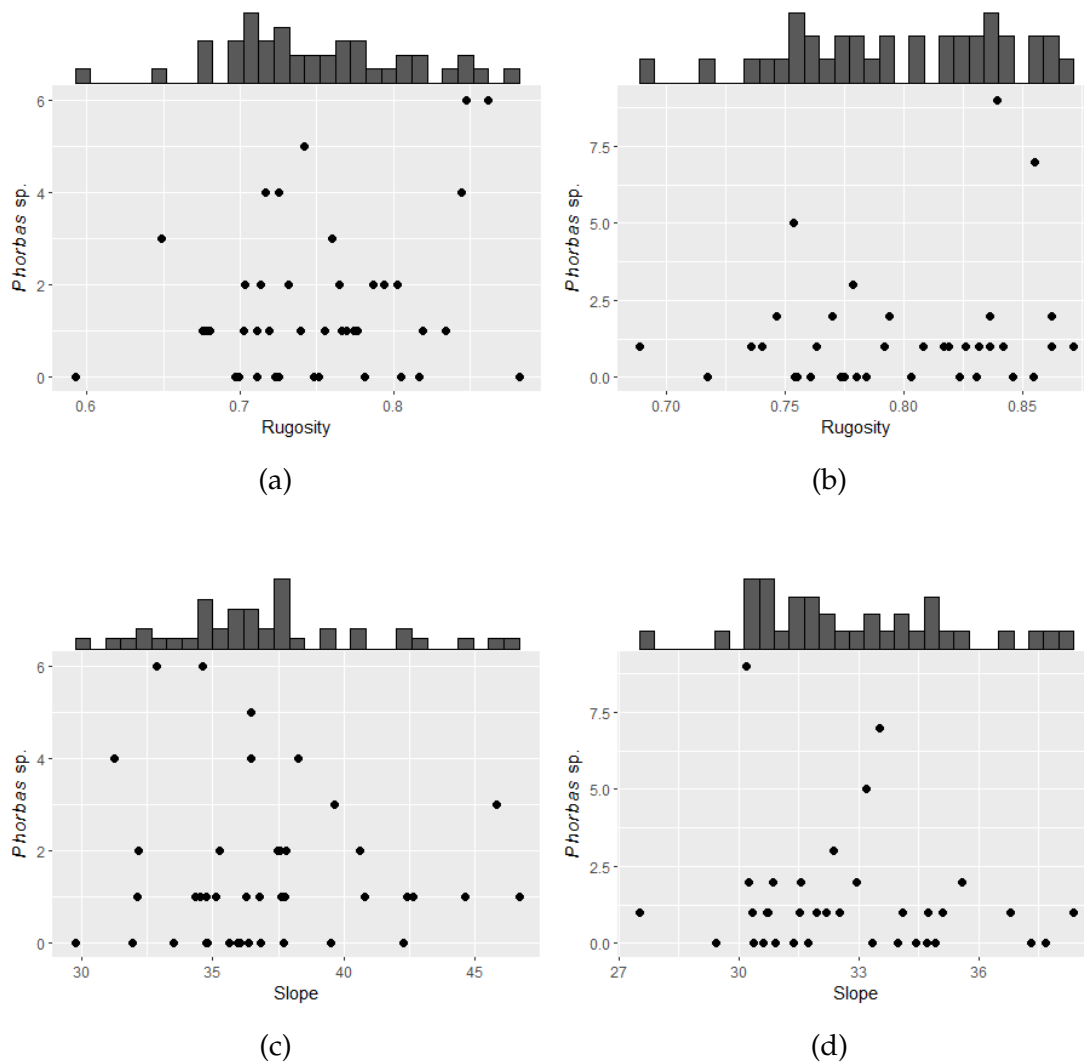 6
4
2
0
Phorbas sp.
0.6 0.7 0.8
Rugosity
(a)
7.5
5.0
2.5
0.0
Phorbas sp.
0.70 0.75 0.80 0.85
Rugosity
(b)
6
4
2
0
Phorbas sp.
30 35 40 45
Slope
(c)
7.5
5.0
2.5
0.0
Phorbas sp.
27 30 33 36
Slope
(d)